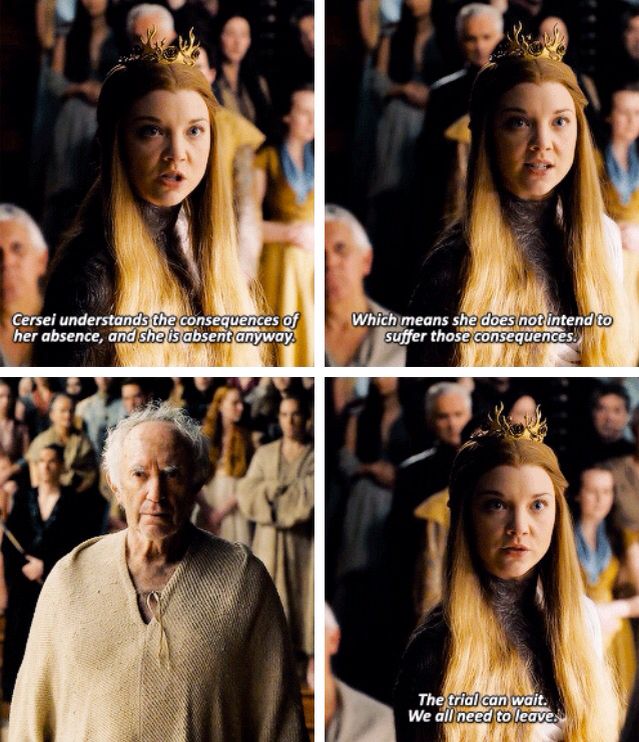 Cersei understands the consequences of
her absence, and she is absent anyway.
Which means she does not intend to
suffer those consequences.
The trial can wait.
We all need to leave.